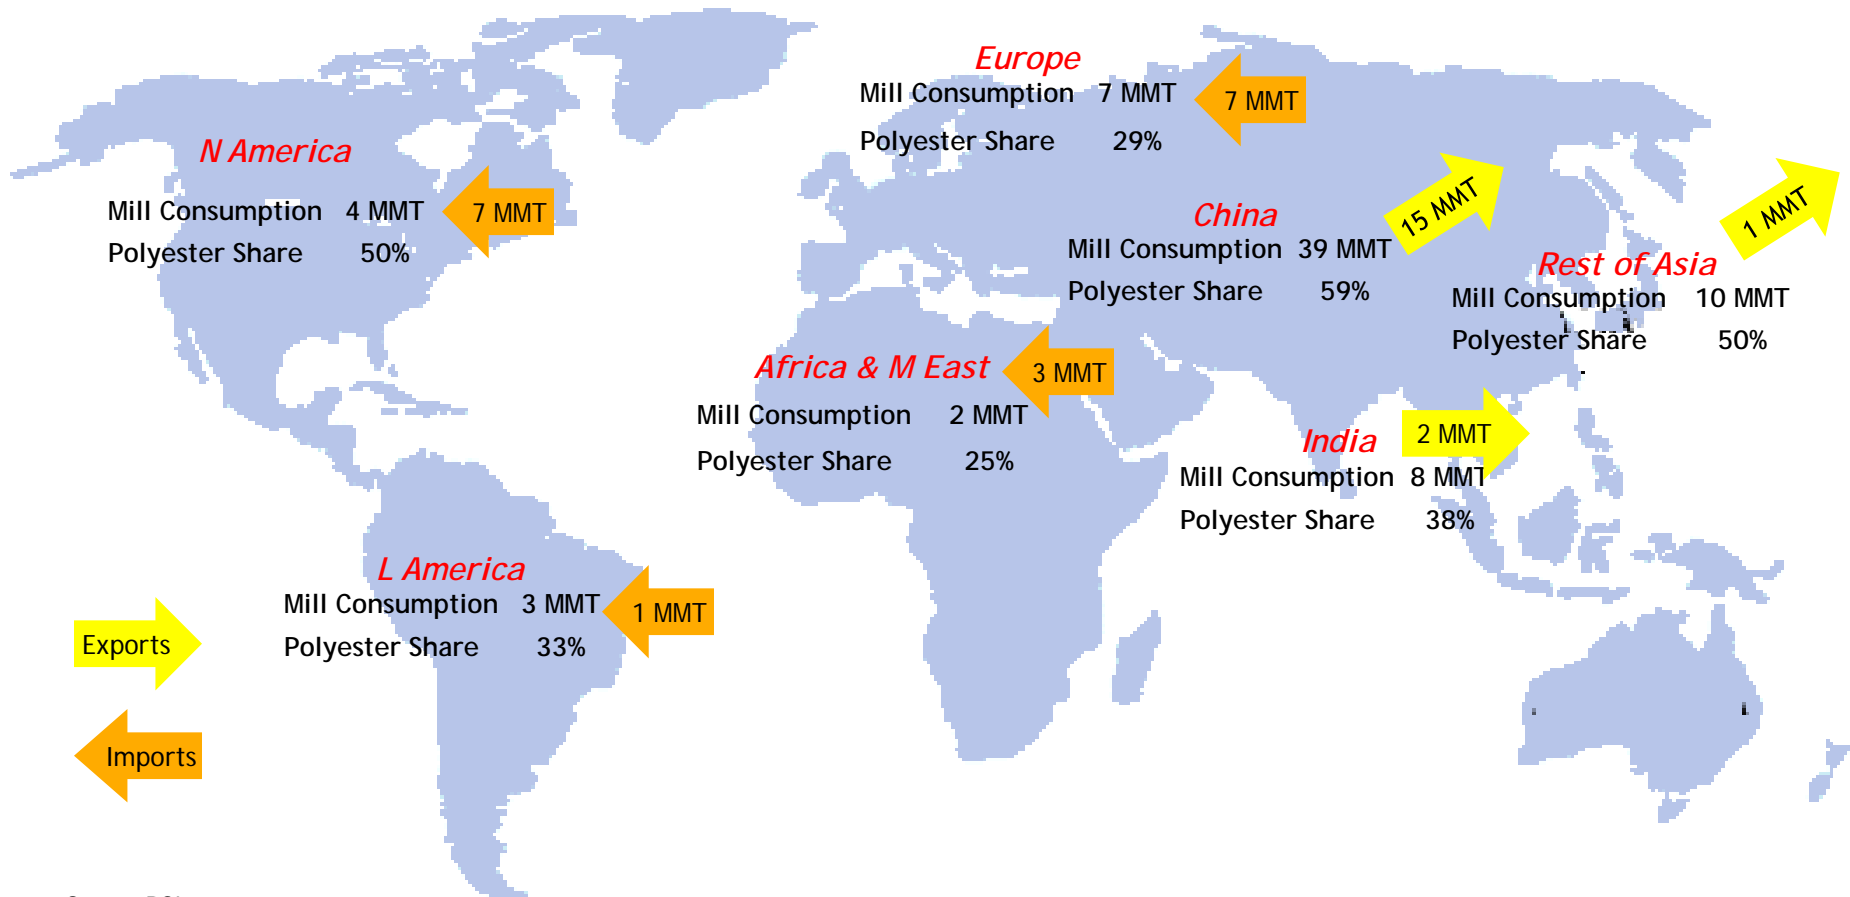 Europe
Mill Consumption 7 MMT
7 MMT
Polyester Share 29%
N America
Mill Consumption 4 MMT
7 MMT
Polyester Share 50%
15 MMT
1 MMT
China
Mill Consumption 39 MMT
Polyester Share 59%
Rest of Asia
Mill Consumption 10 MMT
Polyester Share 50%
Africa & M East
3 MMT
Mill Consumption 2 MMT
Polyester Share 25%
India
2 MMT
Mill Consumption 8 MMT
Polyester Share 38%
L America
Mill Consumption 3 MMT
1 MMT
Polyester Share 33%
Exports
Imports